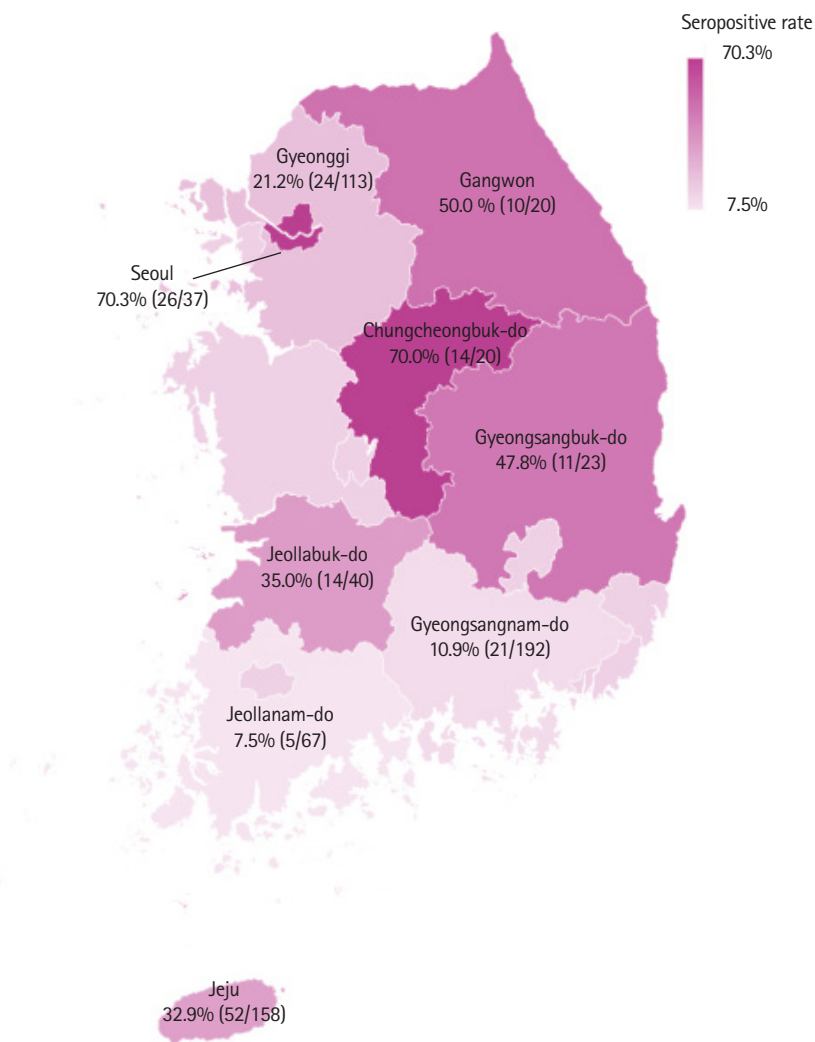 Seropositive rate
70.3%
7.5%
Gyeonggi
21.2% (24/113)
Gangwon
50.0 % (10/20)
Seoul
70.3% (26/37)
Chungcheongbuk-do
70.0% (14/20)
Gyeongsangbuk-do
47.8% (11/23)
Jeollabuk-do
35.0% (14/40)
Gyeongsangnam-do
10.9% (21/192)
Jeollanam-do
7.5% (5/67)
Jeju
32.9% (52/158)